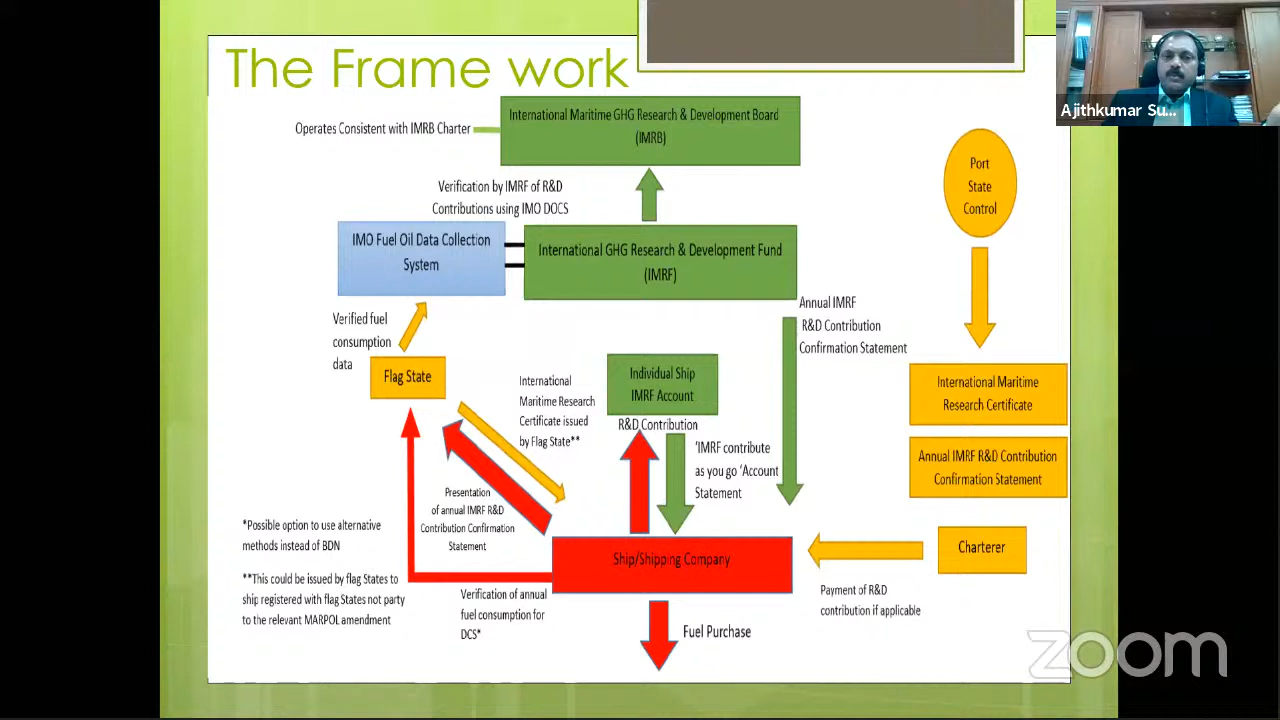 The Frame work
Ajithkumar Su...
International Maritime GHG Research & Development Board
(IMRB)
Operates Consistent with IMRB Charter
Port
State
Control
Verification by IMRF of R&D
Contributions using IMO DOCS
IMO Fuel Oil Data Collection
System
International GHG Research & Development Fund
(IMRF)
Annual IMRF
R&D Contribution
Confirmation Statement
Verified fuel
consumption
data
Flag State
International
Maritime Research
Certificate issued
by Flag State**
Individual Ship
IMRF Account
R&D Contribution
'IMRF contribute
as you go 'Account
Statement
International Maritime
Research Certificate
Annual IMRF R&D Contribution
Confirmation Statement
Presentation
of annual IMRF R&D
Contribution Confirmation
Statement
*Possible option to use alternative
methods instead of BDN
**This could be issued by flag States to
ship registered with flag States not party
to the relevant MARPOL amendment
Ship/Shipping Company
Charterer
Verification of annual
fuel consumption for
DCS*
Payment of R&D
contribution if applicable
Fuel Purchase
zoom